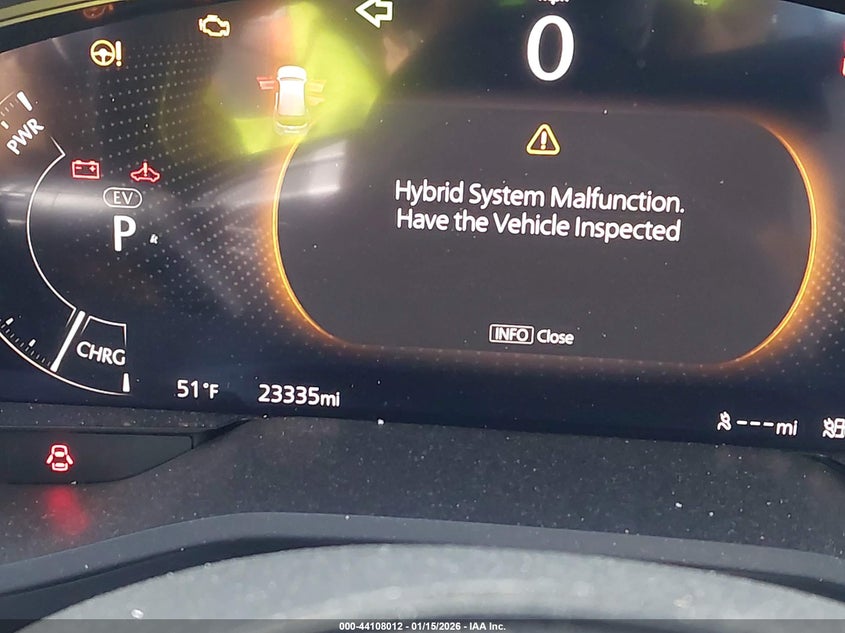 0
PWR
Hybrid System Malfunction.
Have the Vehicle Inspected
EV
P
INFO Close
CHRG
51°F
23335mi
---mi
000-44108012 - 01/15/2026 - IAA Inc.